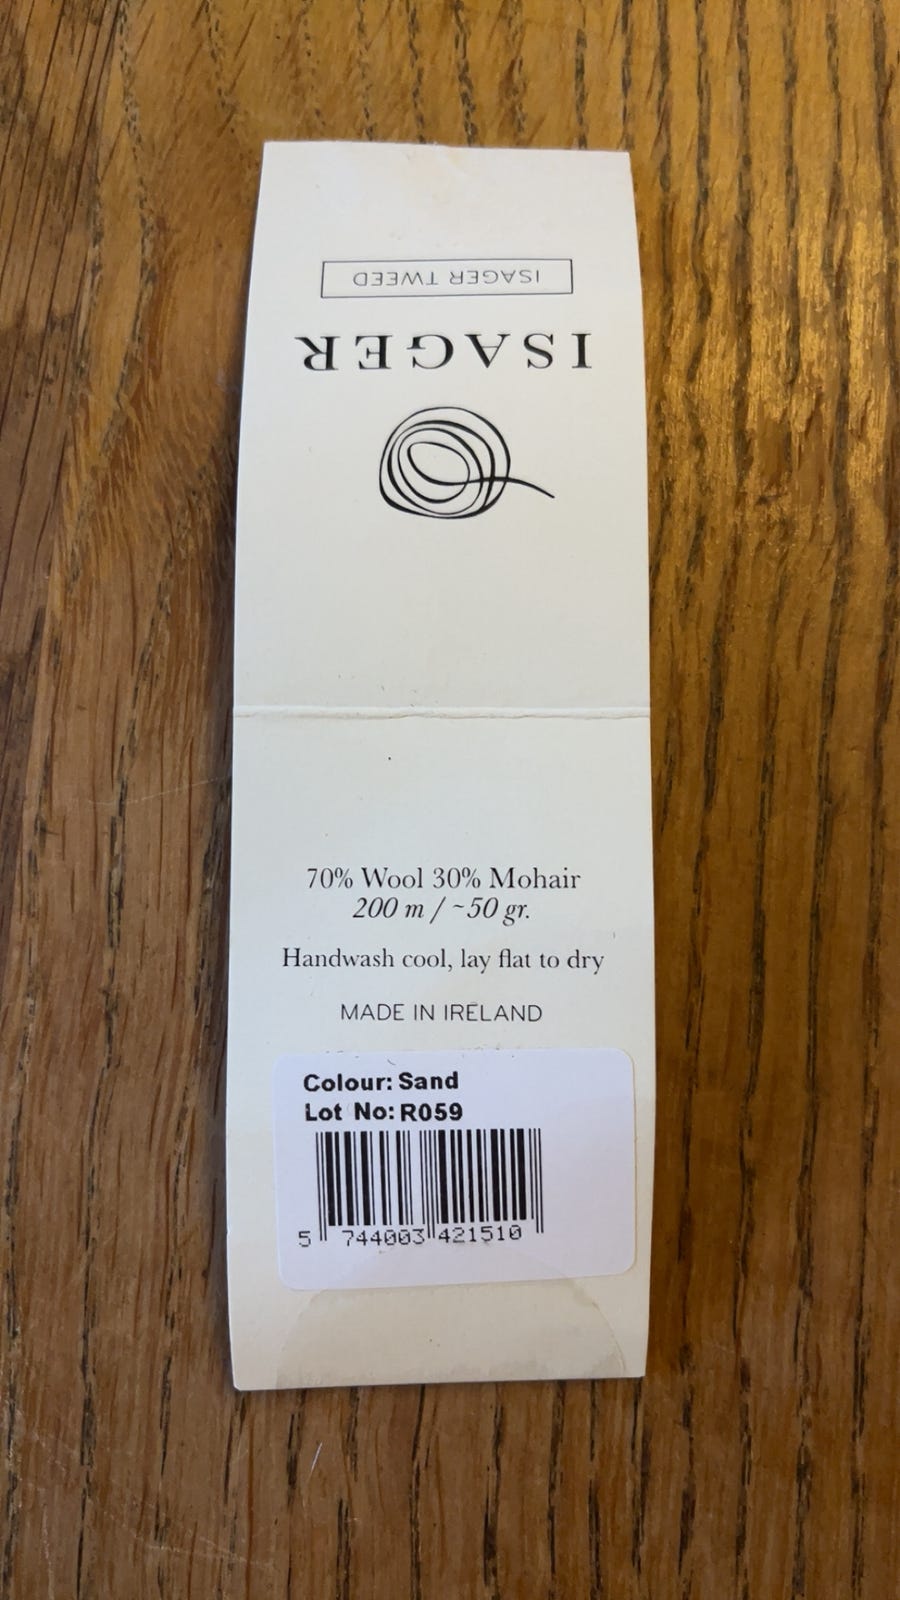 ISAGER TWEED
ISAGER
70% Wool 30% Mohair
200 m / ~50 gr.
Handwash cool, lay flat to dry
MADE IN IRELAND
Colour: Sand
Lot No: R059
5 744003 421510